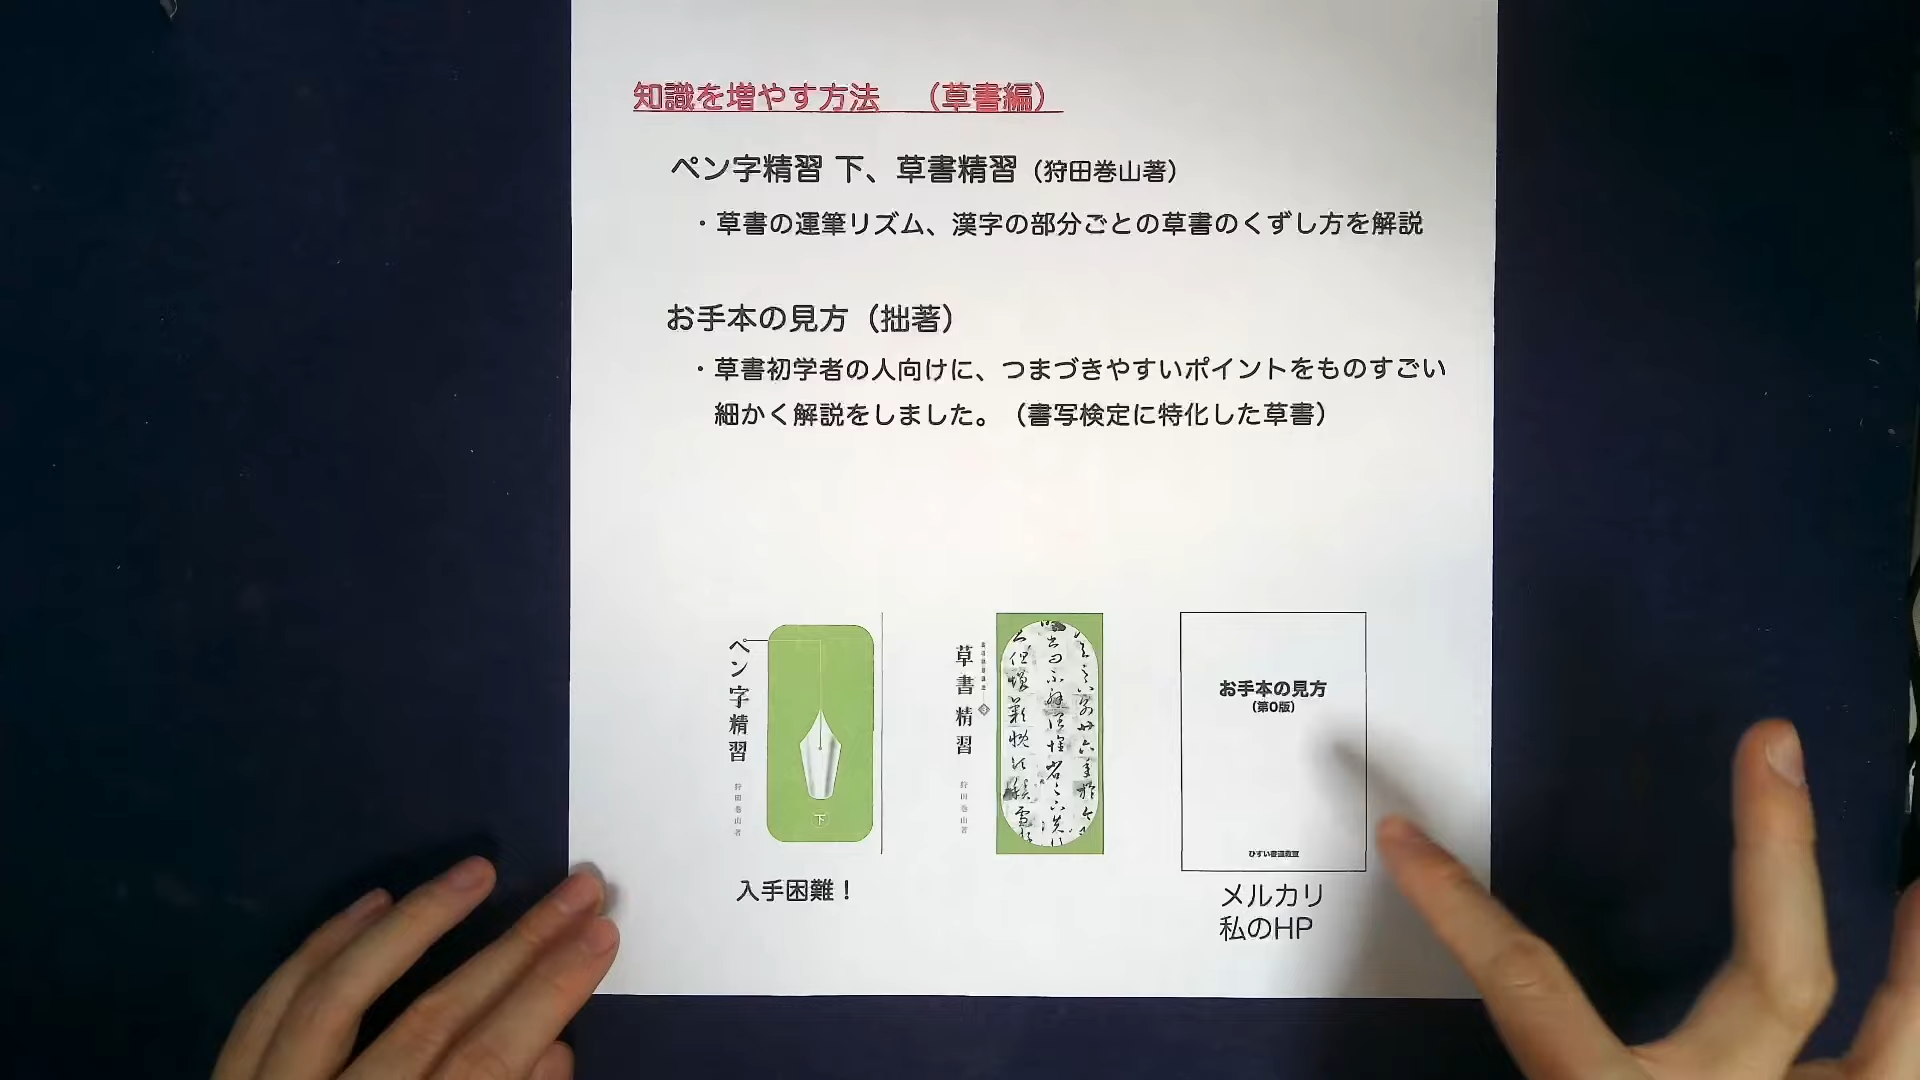 知識を増やす方法　（草書編）
ペン字精習 下、草書精習（狩田巻山著）
・草書の運筆リズム、漢字の部分ごとの草書のくずし方を解説
お手本の見方（拙著）
・草書初学者の人向けに、つまづきやすいポイントをものすごい
細かく解説をしました。（書写検定に特化した草書）
ペン字精習
狩田巻山著
下
入手困難！
草書精習
狩田巻山著
お手本の見方
（第0版）
ひすい書道教室
メルカリ
私のHP